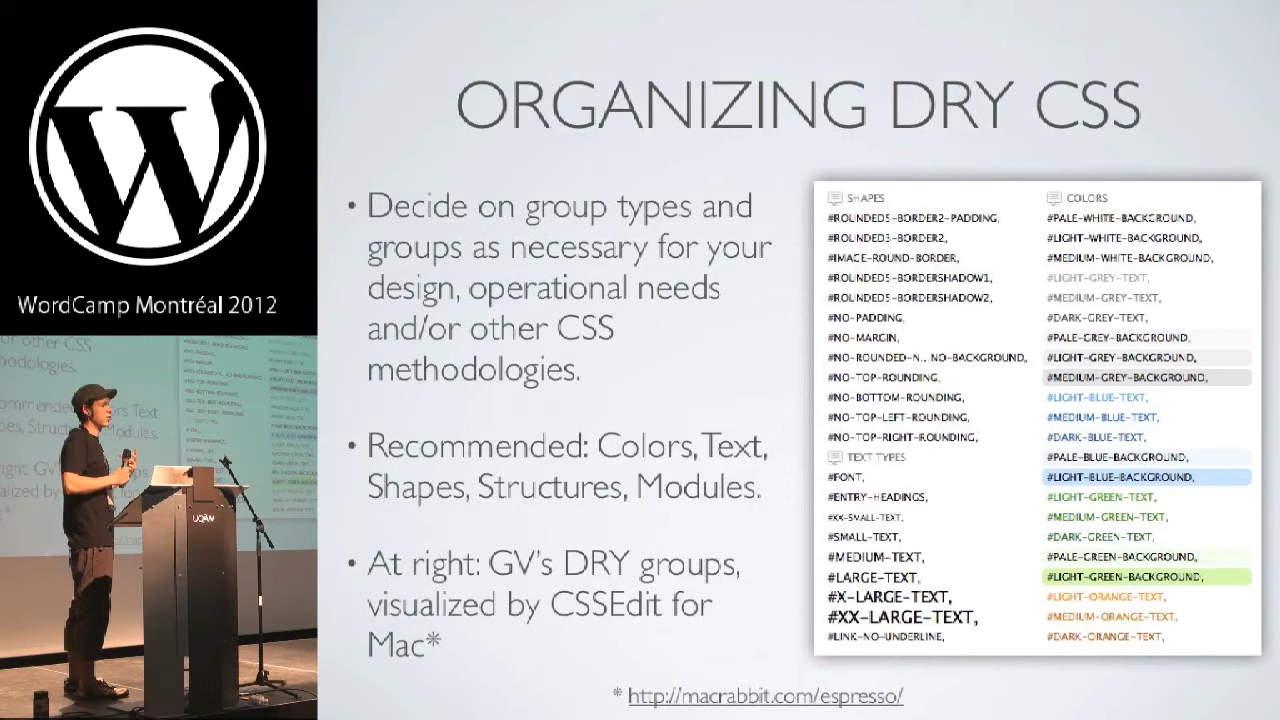 WordCamp Montréal 2012
ORGANIZING DRY CSS
• Decide on group types and
groups as necessary for your
design, operational needs
and/or other CSS
methodologies.
• Recommended: Colors, Text,
Shapes, Structures, Modules.
• At right: GV's DRY groups,
visualized by CSSEdit for
Mac*
SHAPES
#ROUNDED5-BORDER2-PADDING,
#ROUNDED3-BORDER2,
#IMAGE-ROUND-BORDER,
#ROUNDED5-BORDERSHADOW1,
#ROUNDED5-BORDERSHADOW2,
#NO-PADDING,
#NO-MARGIN,
#NO-ROUNDED-N.. NO-BACKGROUND,
#NO-TOP-ROUNDING,
#NO-BOTTOM-ROUNDING,
#NO-TOP-LEFT-ROUNDING,
#NO-TOP-RIGHT-ROUNDING,
TEXT TYPES
#FONT,
#ENTRY-HEADINGS,
#XX-SMALL-TEXT,
#SMALL-TEXT,
#MEDIUM-TEXT,
#LARGE-TEXT,
#X-LARGE-TEXT,
#XX-LARGE-TEXT,
#LINK-NO-UNDERLINE,
COLORS
#PALE-WHITE-BACKGROUND,
#LIGHT-WHITE-BACKGROUND,
#MEDIUM-WHITE-BACKGROUND,
#LIGHT-GREY-TEXT,
#MEDIUM-GREY-TEXT,
#DARK-GREY-TEXT,
#PALE-GREY-BACKGROUND,
#LIGHT-GREY-BACKGROUND,
#MEDIUM-GREY-BACKGROUND,
#LIGHT-BLUE-TEXT,
#MEDIUM-BLUE-TEXT,
#DARK-BLUE-TEXT,
#PALE-BLUE-BACKGROUND,
#LIGHT-BLUE-BACKGROUND,
#LIGHT-GREEN-TEXT,
#MEDIUM-GREEN-TEXT,
#DARK-GREEN-TEXT,
#PALE-GREEN-BACKGROUND,
#LIGHT-GREEN-BACKGROUND,
#LIGHT-ORANGE-TEXT,
#MEDIUM-ORANGE-TEXT,
#DARK-ORANGE-TEXT,
* http://macrabbit.com/espresso/
UQÀM